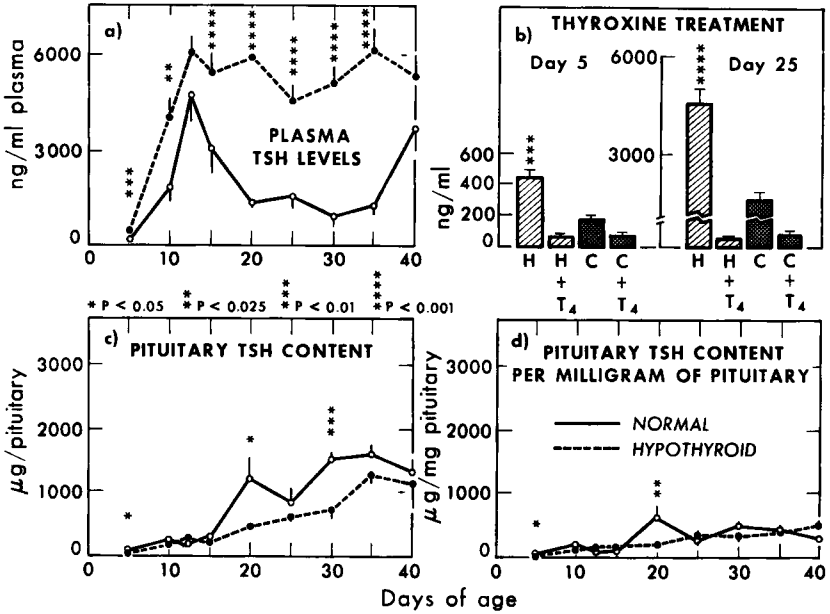 a)
6000
3000
0
ng/ml plasma
***
**
****
****
****
****
****
PLASMA
TSH LEVELS
0 10 20 30 40
b) THYROXINE TREATMENT
Day 5
Day 25
600
400
200
0
ng/ml
***
6000
3000
****
H H + T4 C C + T4
H H + T4 C C + T4
* P < 0.05 ** P < 0.025 *** P < 0.01 **** P < 0.001
c) PITUITARY TSH CONTENT
3000
2000
1000
0
µg/pituitary
*
*
***
0 10 20 30 40
d) PITUITARY TSH CONTENT
PER MILLIGRAM OF PITUITARY
3000
2000
1000
0
µg/mg pituitary
NORMAL
HYPOTHYROID
*
**
0 10 20 30 40
Days of age